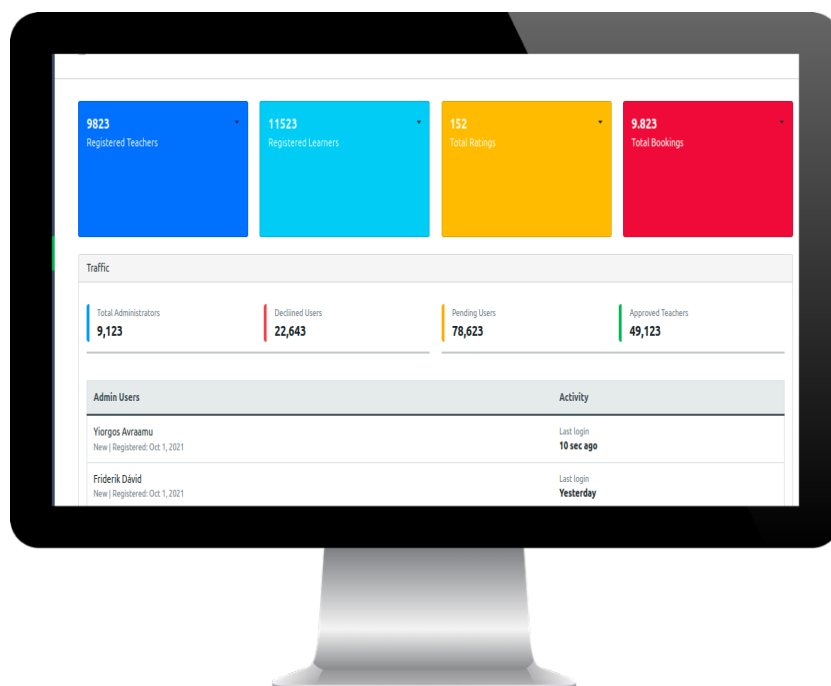 9823
Registered Teachers
11523
Registered Learners
152
Total Ratings
9.823
Total Bookings
Traffic
Total Administrators
9,123
Declined Users
22,643
Pending Users
78,623
Approved Teachers
49,123
Admin Users Activity
Yiorgos Avraamu Last login
New | Registered: Oct 1, 2021 10 sec ago
Friderik Dávid Last login
New | Registered: Oct 1, 2021 Yesterday